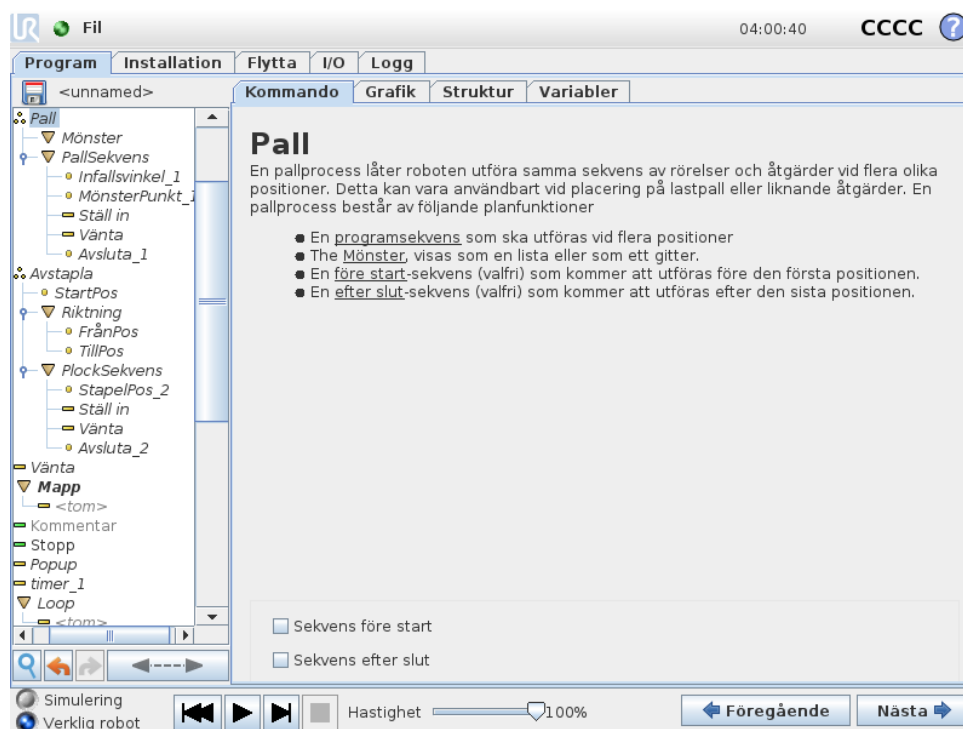 UR Fil 04:00:40 CCCC ?
Program Installation Flytta I/O Logg
<unnamed>
Kommando Grafik Struktur Variabler
Pall
Mönster
PallSekvens
Infallsvinkel_1
MönsterPunkt_1
Ställ in
Vänta
Avsluta_1
Avstapla
StartPos
Riktning
FrånPos
TillPos
PlockSekvens
StapelPos_2
Ställ in
Vänta
Avsluta_2
Vänta
Mapp
<tom>
Kommentar
Stopp
Popup
timer_1
Loop
<tom>
Pall
En pallprocess låter roboten utföra samma sekvens av rörelser och åtgärder vid flera olika
positioner. Detta kan vara användbart vid placering på lastpall eller liknande åtgärder. En
pallprocess består av följande planfunktioner
En programsekvens som ska utföras vid flera positioner
The Mönster, visas som en lista eller som ett gitter.
En före start-sekvens (valfri) som kommer att utföras före den första positionen.
En efter slut-sekvens (valfri) som kommer att utföras efter den sista positionen.
Sekvens före start
Sekvens efter slut
Simulering
Verklig robot
Hastighet 100%
Föregående Nästa